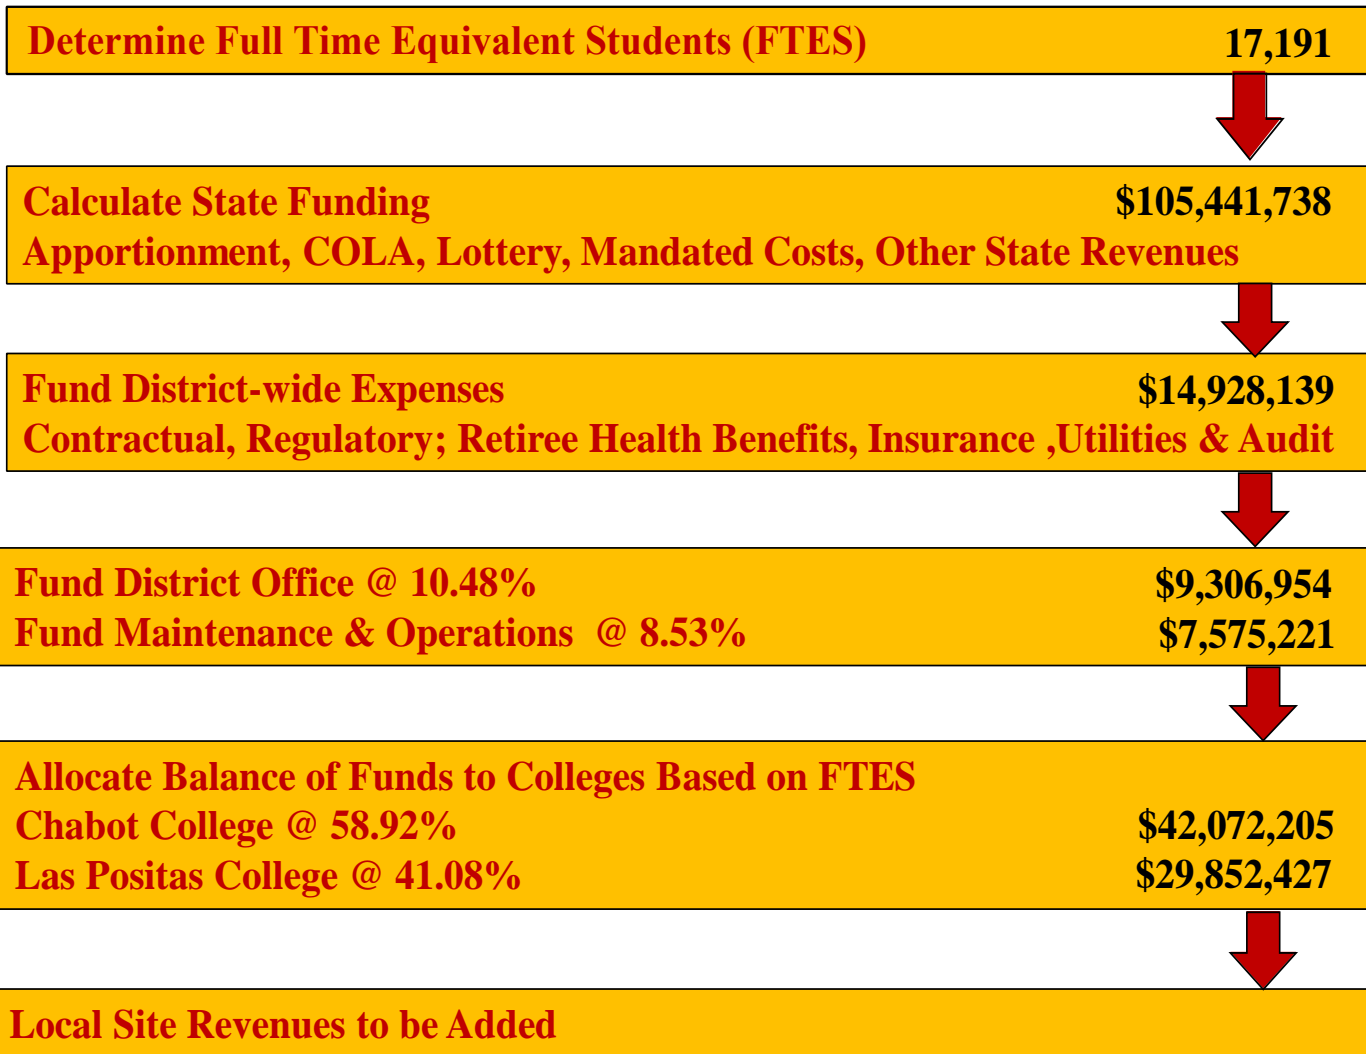 Determine Full Time Equivalent Students (FTES) 17,191
Calculate State Funding $105,441,738
Apportionment, COLA, Lottery, Mandated Costs, Other State Revenues
Fund District-wide Expenses $14,928,139
Contractual, Regulatory; Retiree Health Benefits, Insurance ,Utilities & Audit
Fund District Office @ 10.48% $9,306,954
Fund Maintenance & Operations @ 8.53% $7,575,221
Allocate Balance of Funds to Colleges Based on FTES
Chabot College @ 58.92% $42,072,205
Las Positas College @ 41.08% $29,852,427
Local Site Revenues to be Added